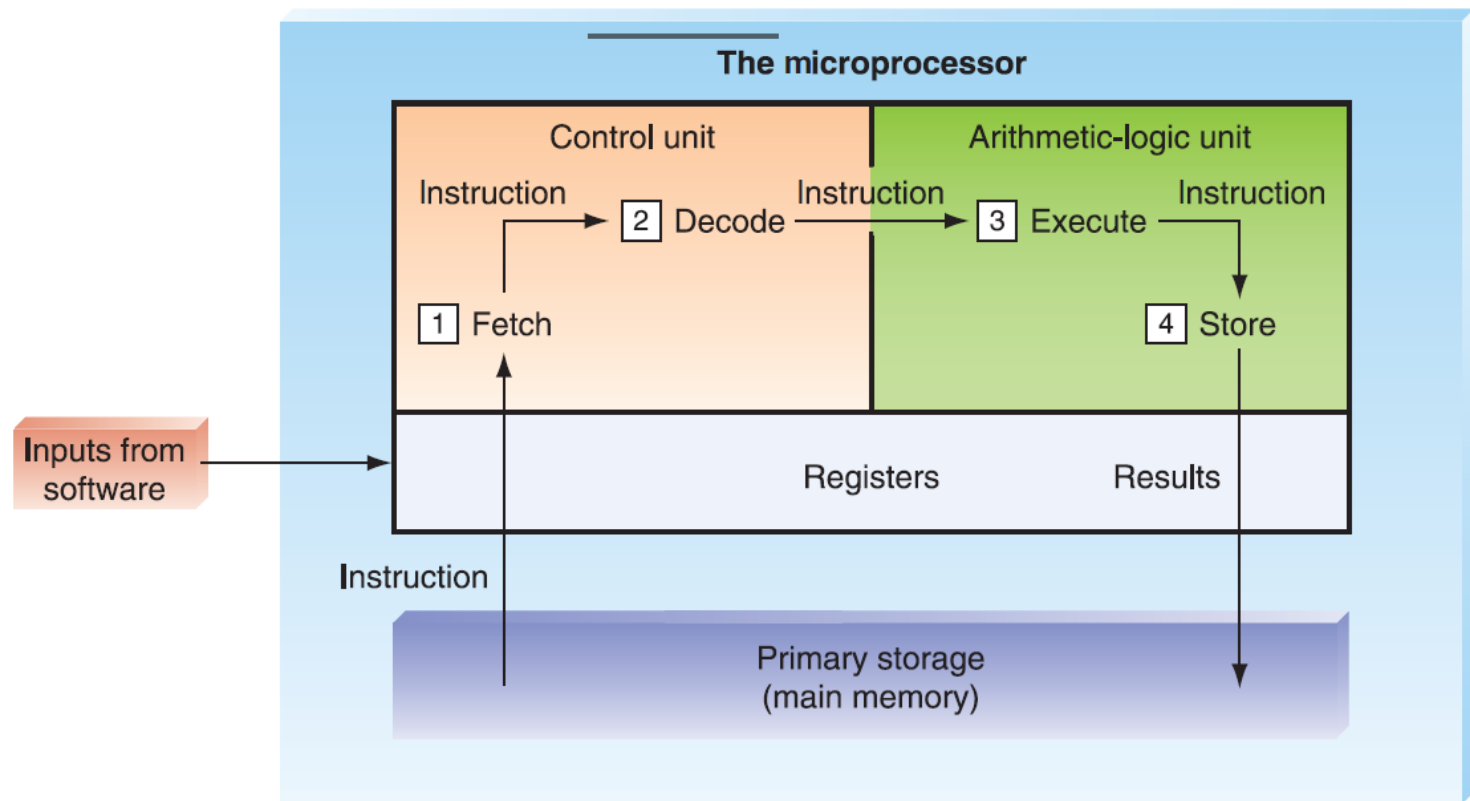 The microprocessor
Control unit
Arithmetic-logic unit
Instruction
Instruction
Instruction
2 Decode
3 Execute
1 Fetch
4 Store
Inputs from
software
Registers
Results
Instruction
Primary storage
(main memory)